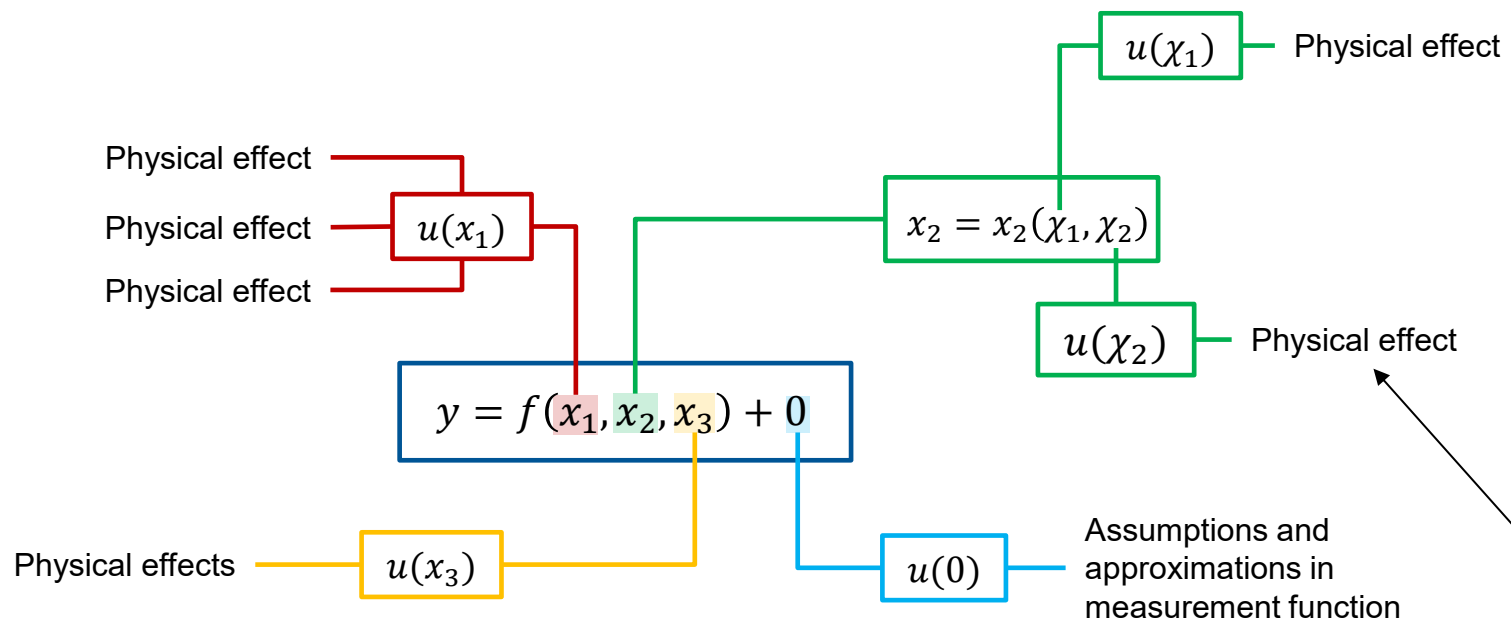 u(χ₁)
Physical effect
Physical effect
Physical effect
u(x₁)
x₂ = x₂(χ₁, χ₂)
Physical effect
u(χ₂)
Physical effect
y = f(x₁, x₂, x₃) + 0
Physical effects
u(x₃)
u(0)
Assumptions and
approximations in
measurement function